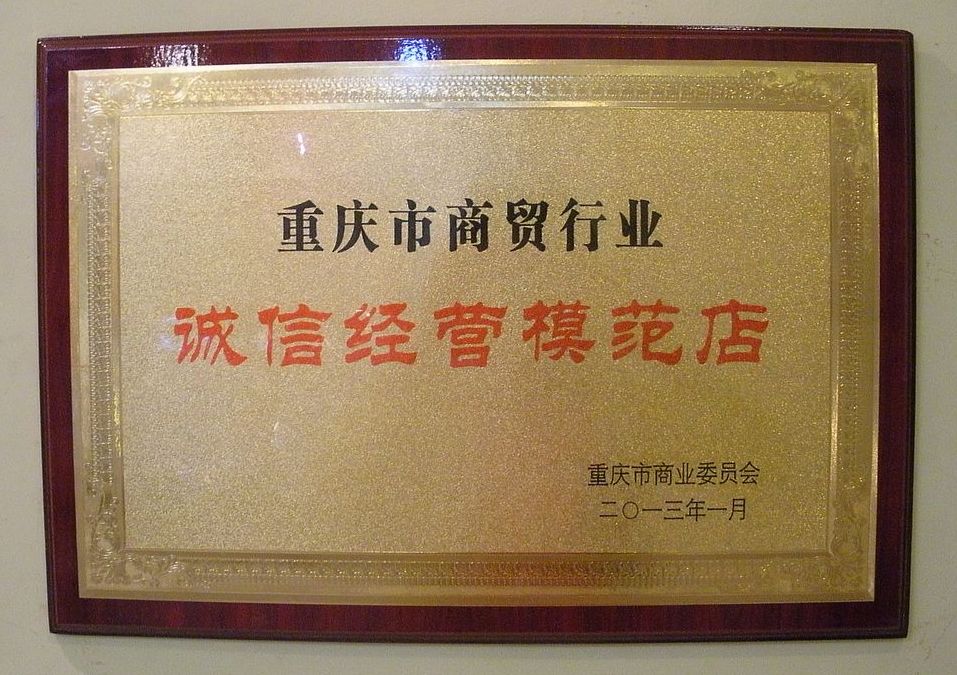 重庆市商贸行业
诚信经营模范店
重庆市商业委员会
二〇一三年一月